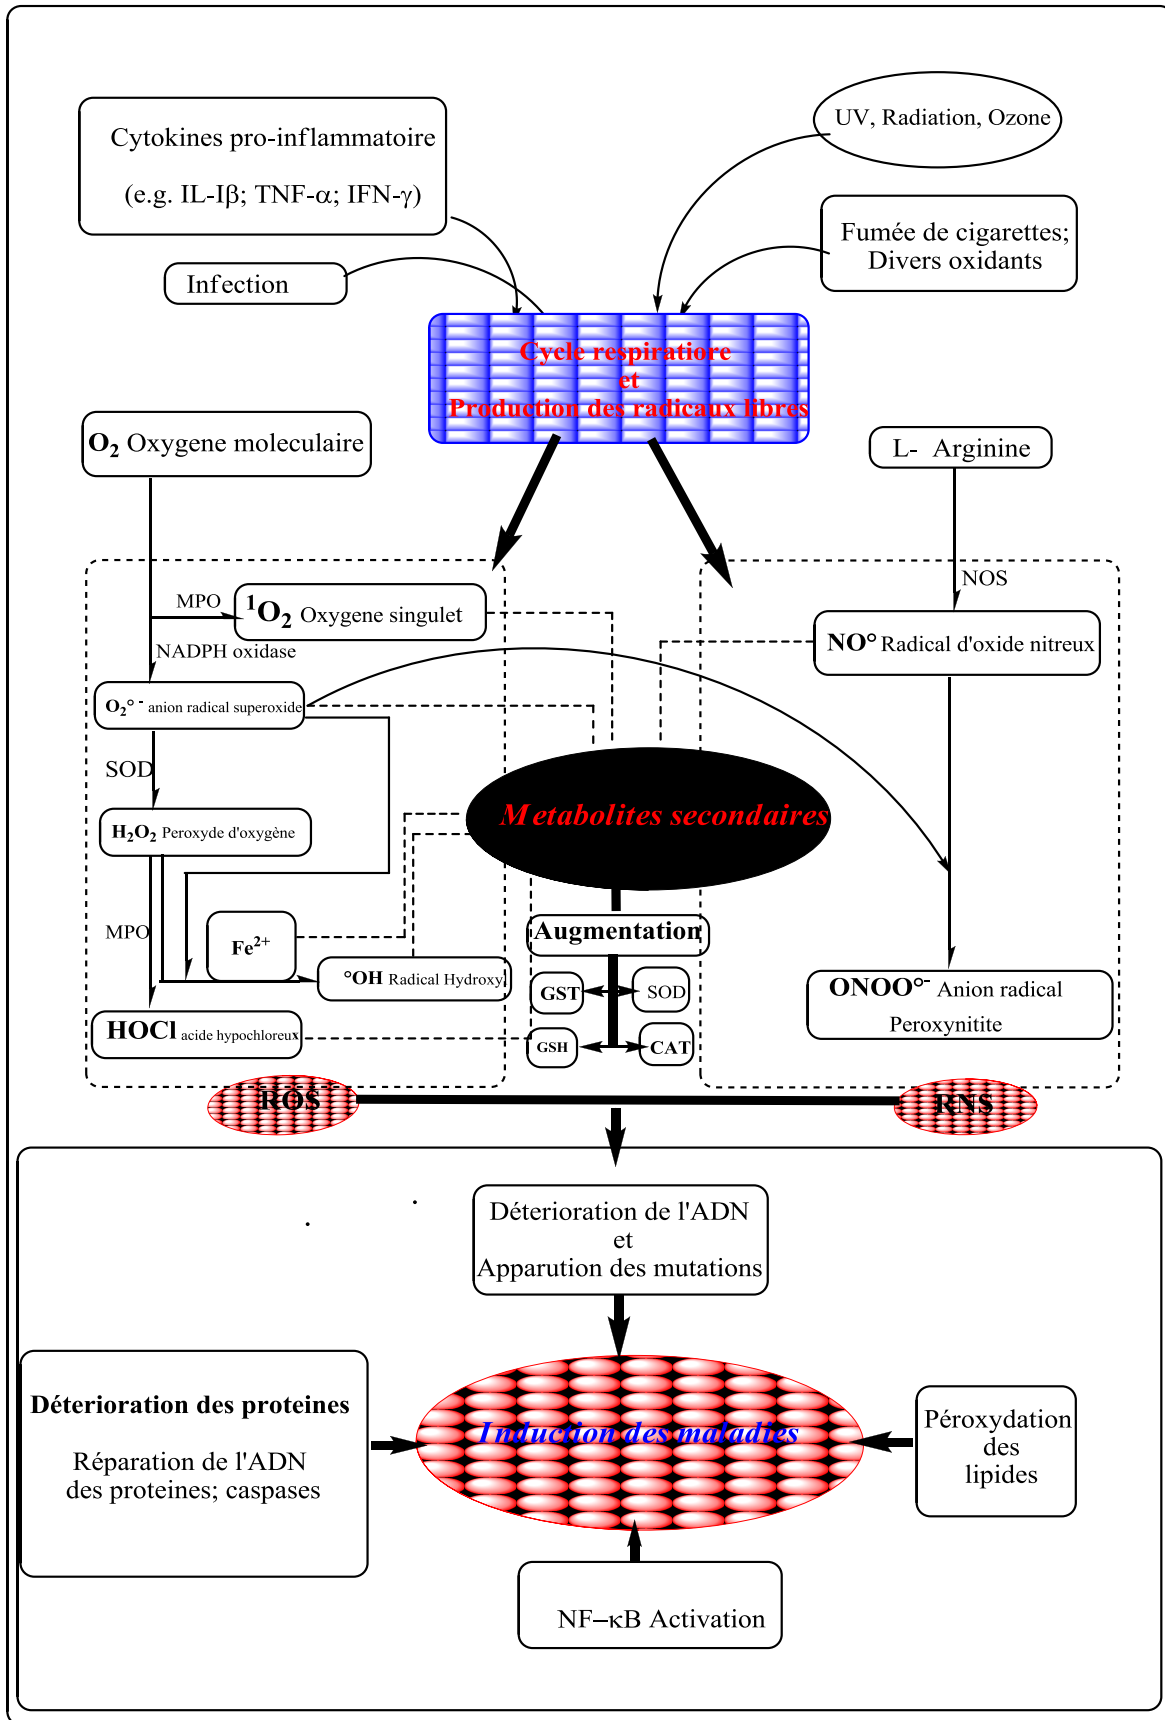 Cytokines pro-inflammatoire
(e.g. IL-Iβ; TNF-α; IFN-γ)
UV, Radiation, Ozone
Fumée de cigarettes;
Divers oxidants
Infection
Cycle respiratiore
et
Production des radicaux libres
O₂ Oxygene moleculaire
L- Arginine
NOS
MPO
¹O₂ Oxygene singulet
NO° Radical d'oxide nitreux
NADPH oxidase
O₂°⁻ anion radical superoxide
SOD
Metabolites secondaires
H₂O₂ Peroxyde d'oxygène
MPO
Fe²⁺
Augmentation
°OH Radical Hydroxy
GST
SOD
ONOO°⁻ Anion radical
Peroxynitite
HOCl acide hypochloreux
GSH
CAT
ROS
RNS
Déterioration de l'ADN
et
Apparution des mutations
Déterioration des proteines
Réparation de l'ADN
des proteines; caspases
Induction des maladies
Péroxydation
des
lipides
NF–κB Activation